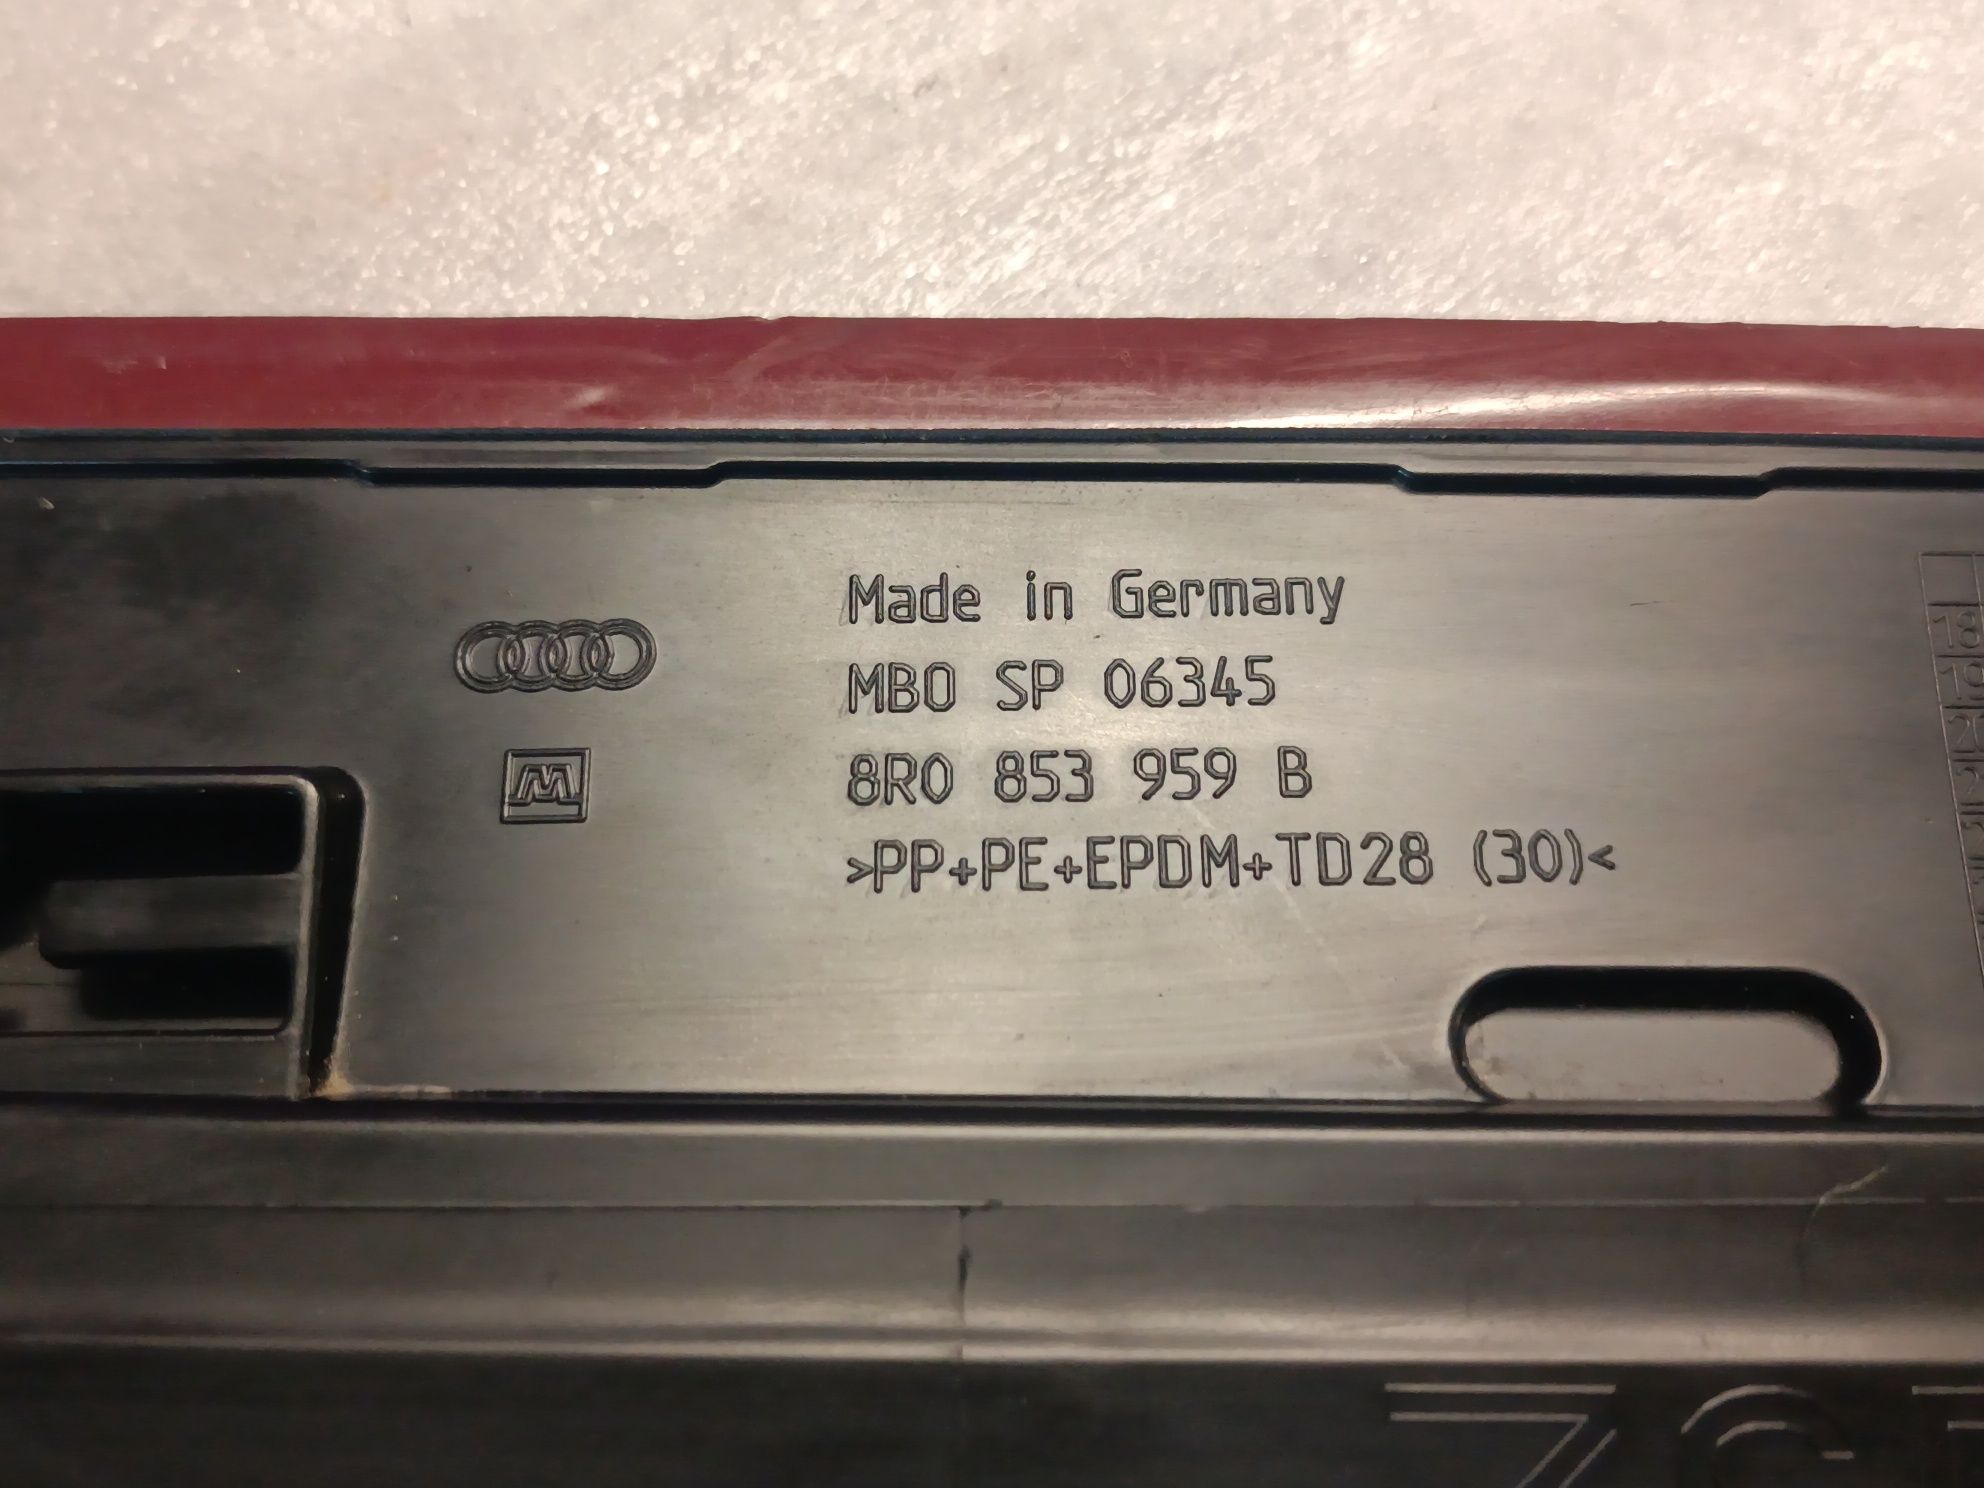 Made in Germany
MBO SP 06345
8R0 853 959 B
>PP+PE+EPDM+TD28 (30)<